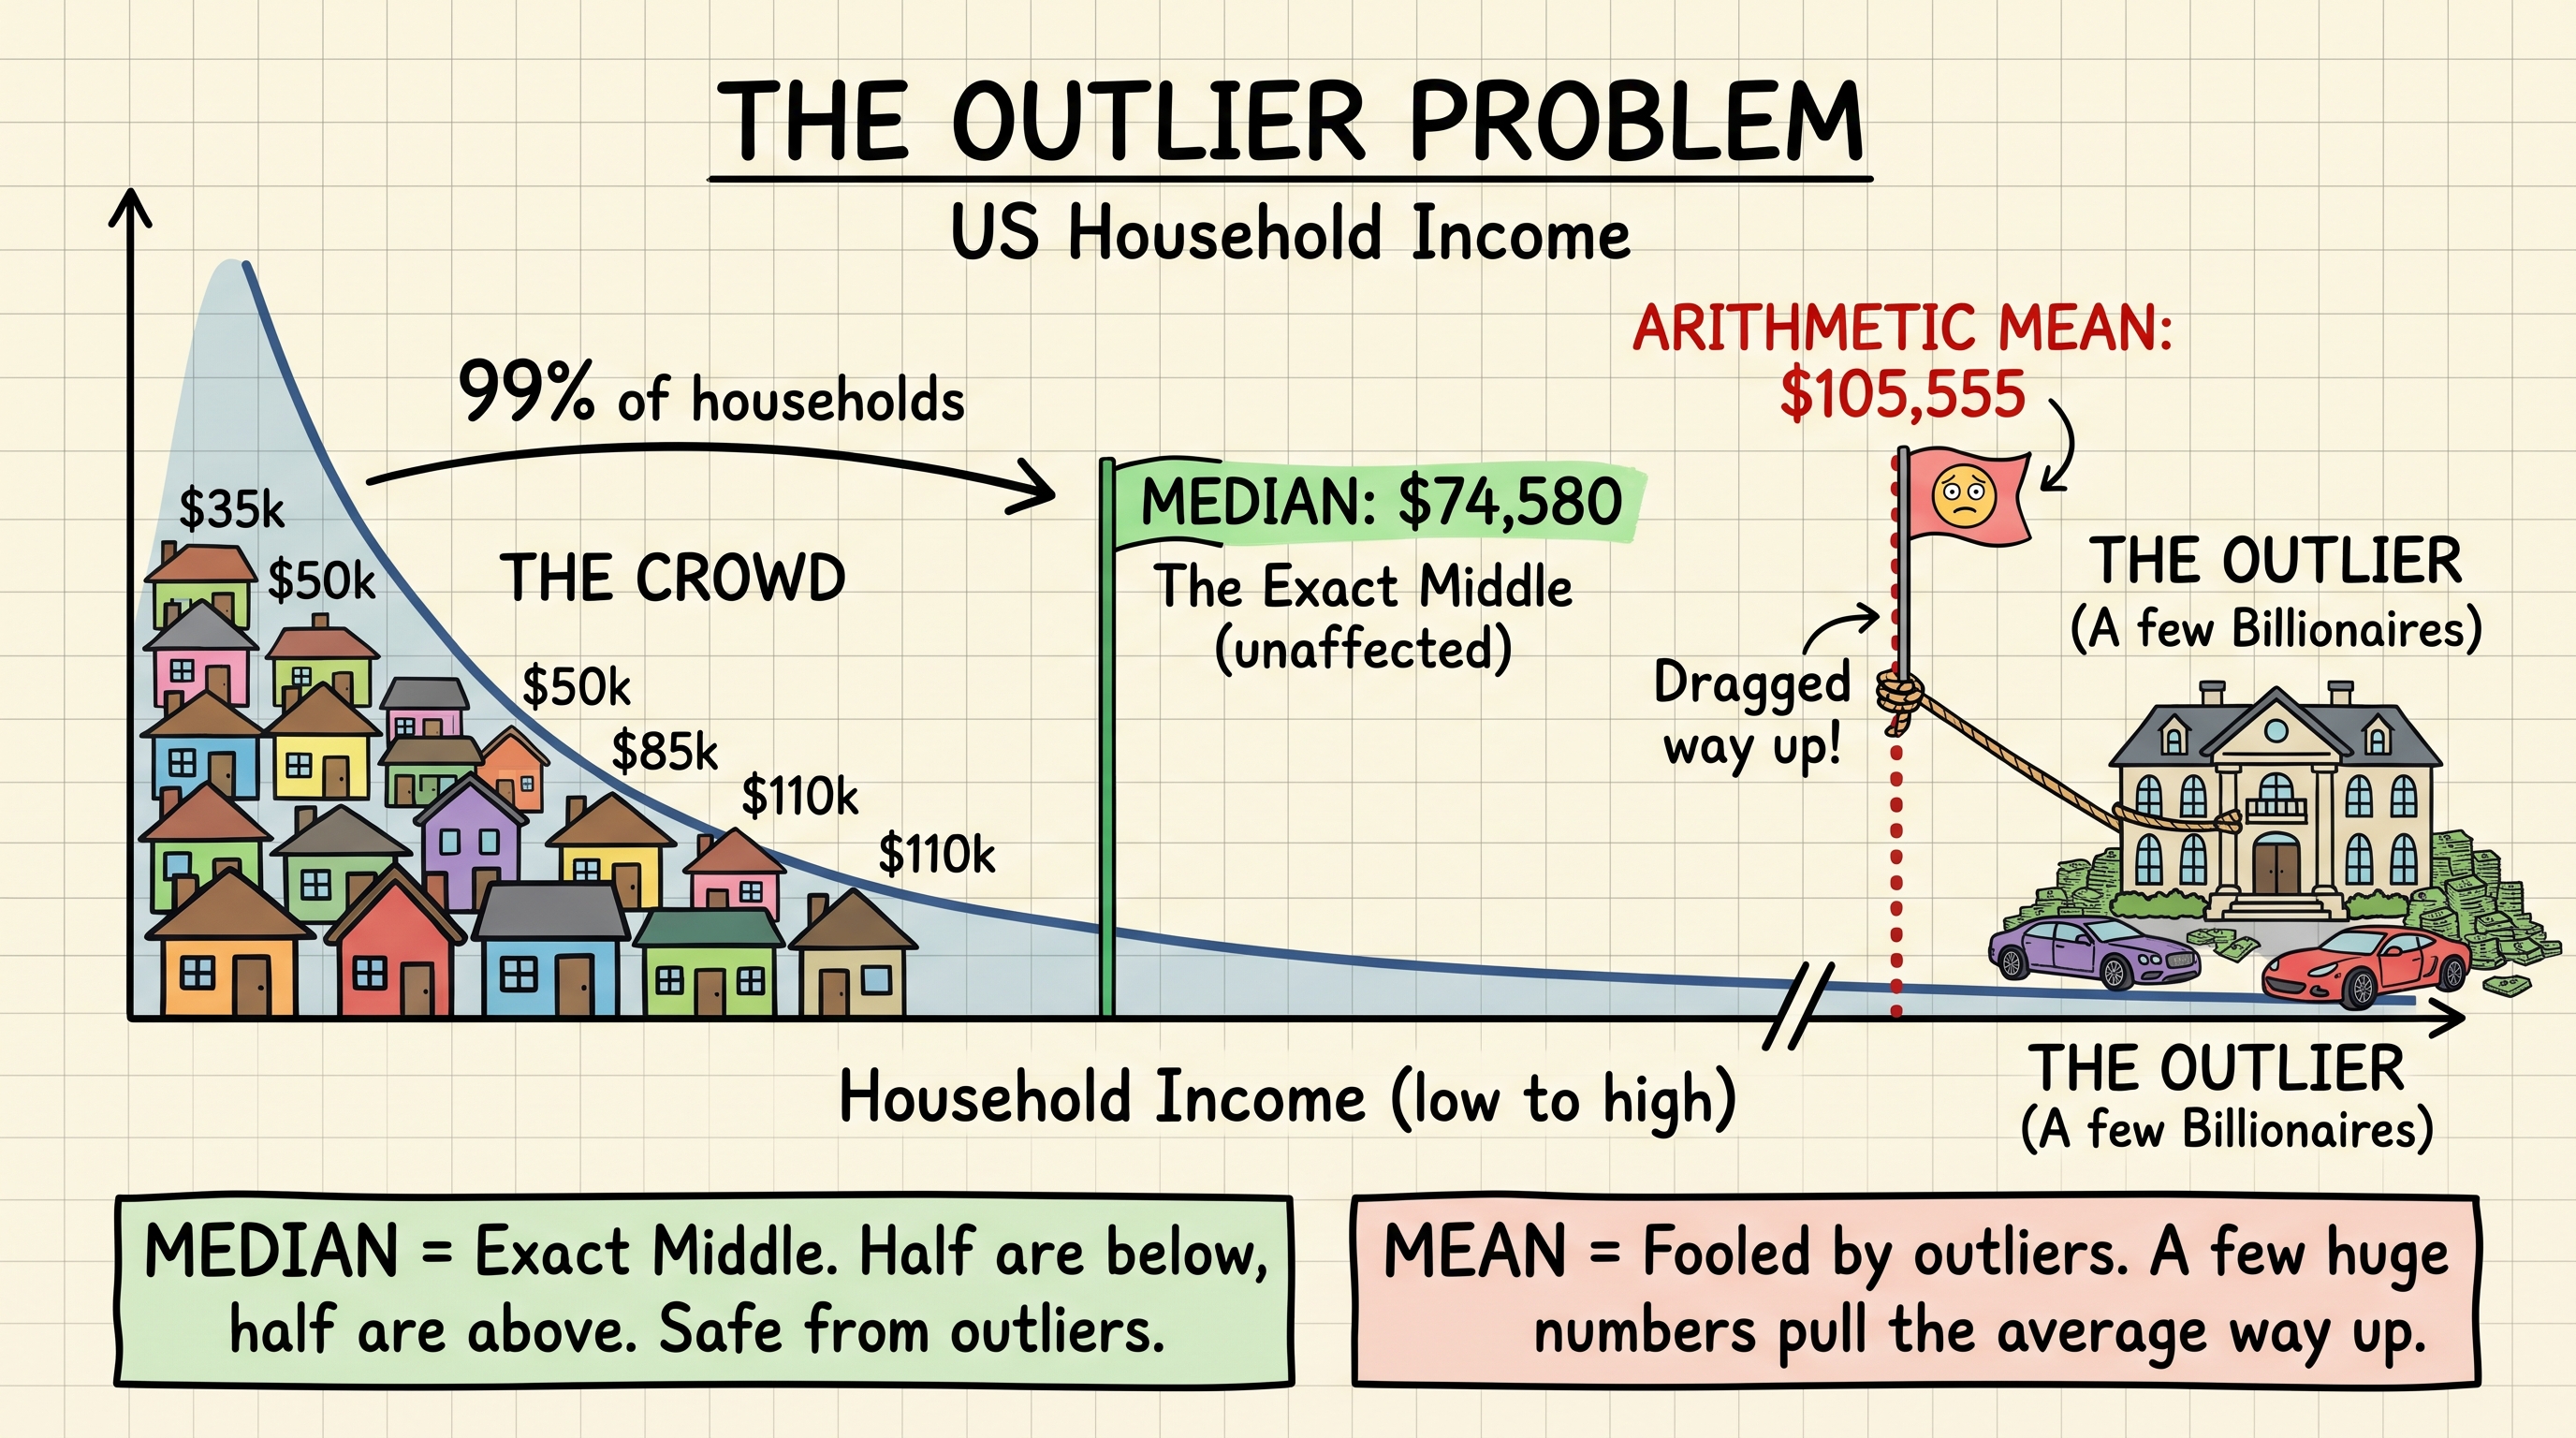 THE OUTLIER PROBLEM
US Household Income
ARITHMETIC MEAN:
$105,555
99% of households
MEDIAN: $74,580
The Exact Middle
(unaffected)
$35k
$50k
THE CROWD
$50k
$85k
$110k
$110k
Dragged
way up!
THE OUTLIER
(A few Billionaires)
Household Income (low to high)
THE OUTLIER
(A few Billionaires)
MEDIAN = Exact Middle. Half are below,
half are above. Safe from outliers.
MEAN = Fooled by outliers. A few huge
numbers pull the average way up.